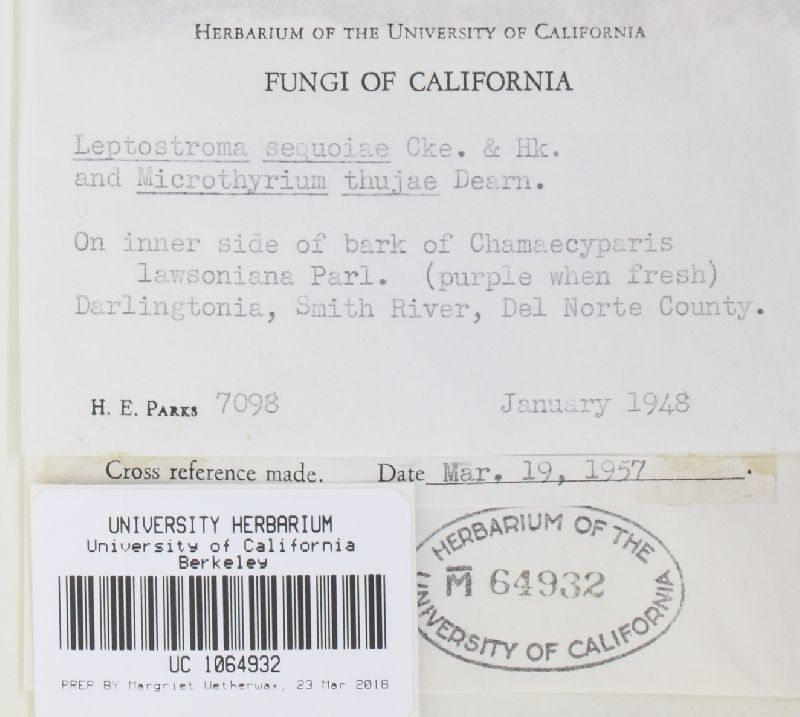 HERBARIUM OF THE UNIVERSITY OF CALIFORNIA
FUNGI OF CALIFORNIA
Leptostroma sequoiae Cke. & Hk.
and Microthyrium thujae Dearn.
On inner side of bark of Chamaecyparis
lawsoniana Parl. (purple when fresh)
Darlingtonia, Smith River, Del Norte County.
H. E. PARKS 7098 January 1948
Cross reference made. Date Mar. 19, 1957.
UNIVERSITY HERBARIUM
University of California
Berkeley
UC 1064932
PREP BY Margriet Wetherwax, 23 Mar 2018
HERBARIUM OF THE
M 64932
UNIVERSITY OF CALIFORNIA